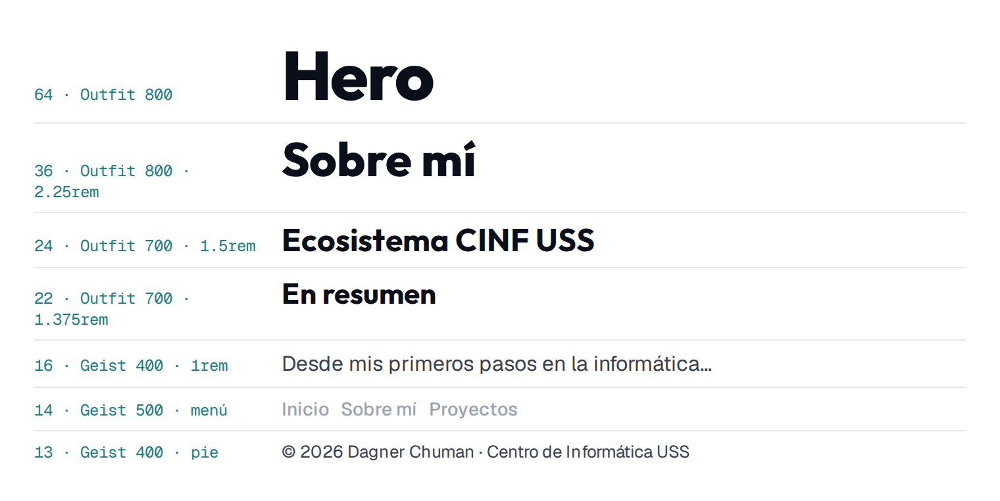 64 · Outfit 800
Hero
36 · Outfit 800 ·
2.25rem
Sobre mí
24 · Outfit 700 · 1.5rem
Ecosistema CINF USS
22 · Outfit 700 ·
1.375rem
En resumen
16 · Geist 400 · 1rem
Desde mis primeros pasos en la informática…
14 · Geist 500 · menú
Inicio Sobre mí Proyectos
13 · Geist 400 · pie
© 2026 Dagner Chuman · Centro de Informática USS